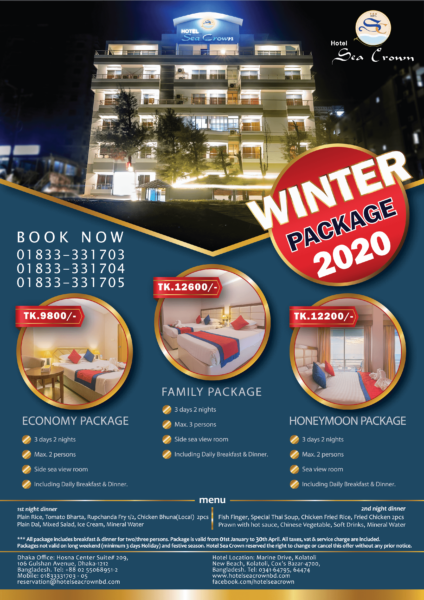 HOTEL
Sea Crown
Hotel
Sea Crown
WINTER
PACKAGE
2020
BOOK NOW
01833-331703
01833-331704
01833-331705
TK.9800/-
TK.12600/-
TK.12200/-
ECONOMY PACKAGE
3 days 2 nights
Max. 2 persons
Side sea view room
Including Daily Breakfast & Dinner.
FAMILY PACKAGE
3 days 2 nights
Max. 3 persons
Side sea view room
Including Daily Breakfast & Dinner.
HONEYMOON PACKAGE
3 days 2 nights
Max. 2 persons
Sea view room
Including Daily Breakfast & Dinner.
menu
1st night dinner
Plain Rice, Tomato Bharta, Rupchanda Fry 1/2, Chicken Bhuna(Local) 2pcs
Plain Dal, Mixed Salad, Ice Cream, Mineral Water
2nd night dinner
Fish Finger, Special Thai Soup, Chicken Fried Rice, Fried Chicken 2pcs
Prawn with hot sauce, Chinese Vegetable, Soft Drinks, Mineral Water
*** All package includes breakfast & dinner for two/three persons. Package is valid from 01st January to 30th April. All taxes, vat & service charge are included.
Packages not valid on long weekend (minimum 3 days Holiday) and festive season. Hotel Sea Crown reserved the right to change or cancel this offer without any prior notice.
Dhaka Office: Hosna Center Suite# 209,
106 Gulshan Avenue, Dhaka-1212
Bangladesh. Tel: +88 02 55068951-2
Mobile: 01833331703 - 05
reservation@hotelseacrownbd.com
Hotel Location: Marine Drive, Kolatoli
New Beach, Kolatoli, Cox's Bazar-4700,
Bangladesh. Tel: 0341-64795, 64474
www.hotelseacrownbd.com
facebook.com/hotelseacrown